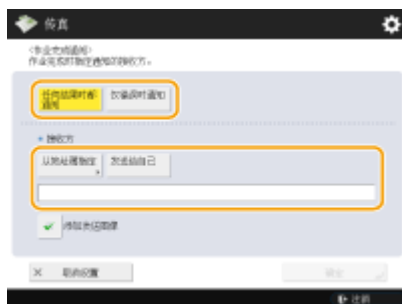 传真
<作业完成通知>
作业完成时指定通知的接收方。
任何结果时都
通知
仅错误时通知
接收方
从地址簿指定
发送给自己
添加发送图像
取消设置
确定
注销